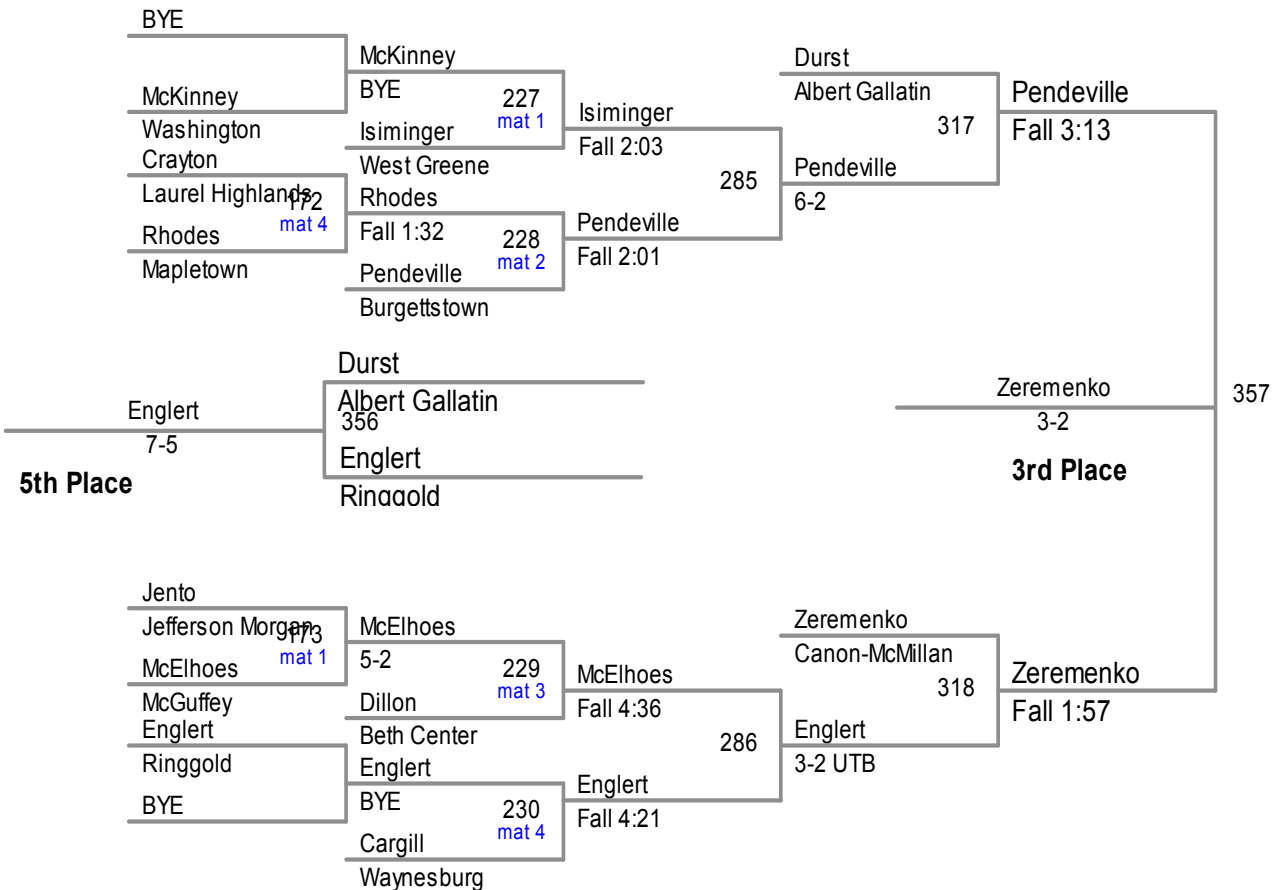 BYE
McKinney
Washington
Crayton
Laurel Highlands
172
mat 4
Rhodes
Mapletown
McKinney
BYE
227
mat 1
Isiminger
West Greene
Rhodes
Fall 1:32
228
mat 2
Pendeville
Burgettstown
Isiminger
Fall 2:03
285
Pendeville
Fall 2:01
Durst
Albert Gallatin
317
Pendeville
6-2
Pendeville
Fall 3:13
Englert
7-5
5th Place
Durst
Albert Gallatin
356
Englert
Ringgold
Zeremenko
3-2
3rd Place
357
Jento
Jefferson Morgan
173
mat 1
McElhoes
McGuffey
Englert
Ringgold
BYE
McElhoes
5-2
229
mat 3
Dillon
Beth Center
Englert
BYE
230
mat 4
Cargill
Waynesburg
McElhoes
Fall 4:36
286
Englert
Fall 4:21
Zeremenko
Canon-McMillan
318
Englert
3-2 UTB
Zeremenko
Fall 1:57